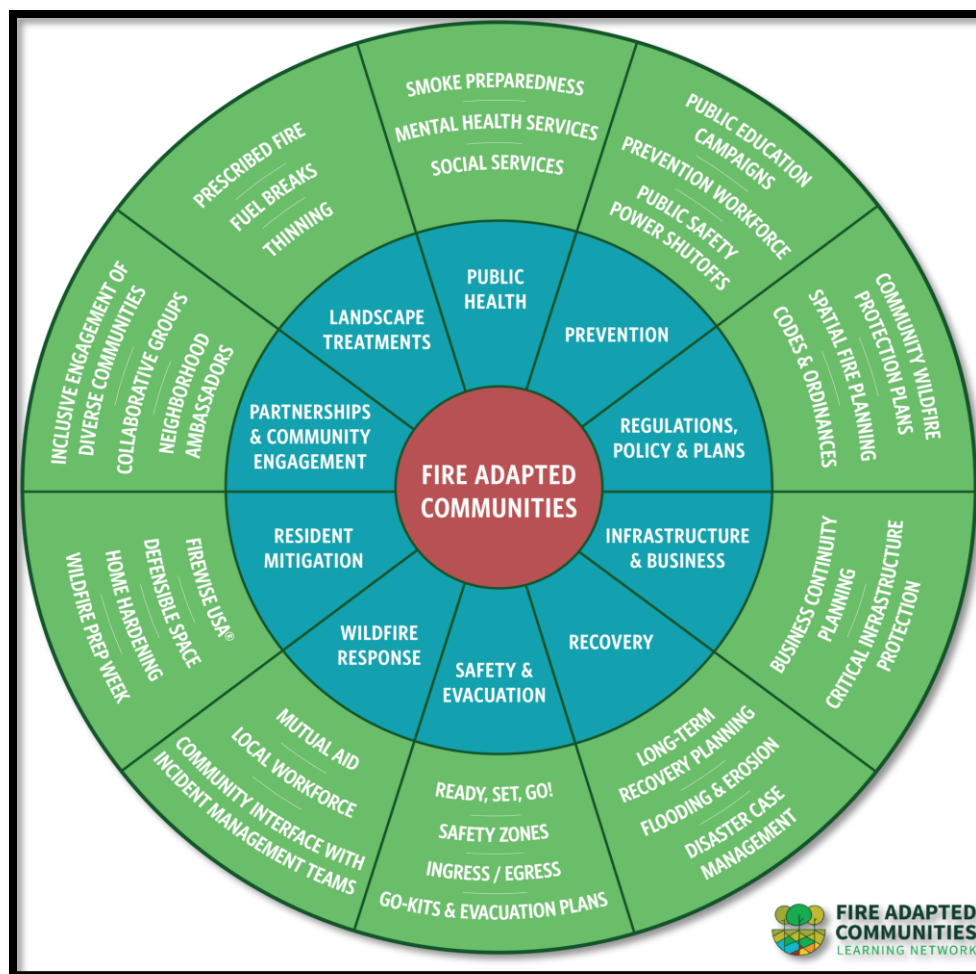 FIRE ADAPTED
COMMUNITIES
PUBLIC
HEALTH
SMOKE PREPAREDNESS
MENTAL HEALTH SERVICES
SOCIAL SERVICES
PREVENTION
PUBLIC EDUCATION
CAMPAIGNS
PREVENTION WORKFORCE
PUBLIC SAFETY
POWER SHUTOFFS
REGULATIONS,
POLICY & PLANS
COMMUNITY WILDFIRE
PROTECTION PLANS
SPATIAL FIRE PLANNING
CODES & ORDINANCES
INFRASTRUCTURE
& BUSINESS
BUSINESS CONTINUITY
PLANNING
CRITICAL INFRASTRUCTURE
PROTECTION
RECOVERY
LONG-TERM
RECOVERY PLANNING
FLOODING & EROSION
DISASTER CASE
MANAGEMENT
SAFETY &
EVACUATION
READY, SET, GO!
SAFETY ZONES
INGRESS / EGRESS
GO-KITS & EVACUATION PLANS
WILDFIRE
RESPONSE
MUTUAL AID
LOCAL WORKFORCE
COMMUNITY INTERFACE WITH
INCIDENT MANAGEMENT TEAMS
RESIDENT
MITIGATION
FIREWISE USA®
DEFENSIBLE SPACE
HOME HARDENING
WILDFIRE PREP WEEK
PARTNERSHIPS
& COMMUNITY
ENGAGEMENT
INCLUSIVE ENGAGEMENT OF
DIVERSE COMMUNITIES
COLLABORATIVE GROUPS
NEIGHBORHOOD
AMBASSADORS
LANDSCAPE
TREATMENTS
PRESCRIBED FIRE
FUEL BREAKS
THINNING
FIRE ADAPTED
COMMUNITIES
LEARNING NETWORK